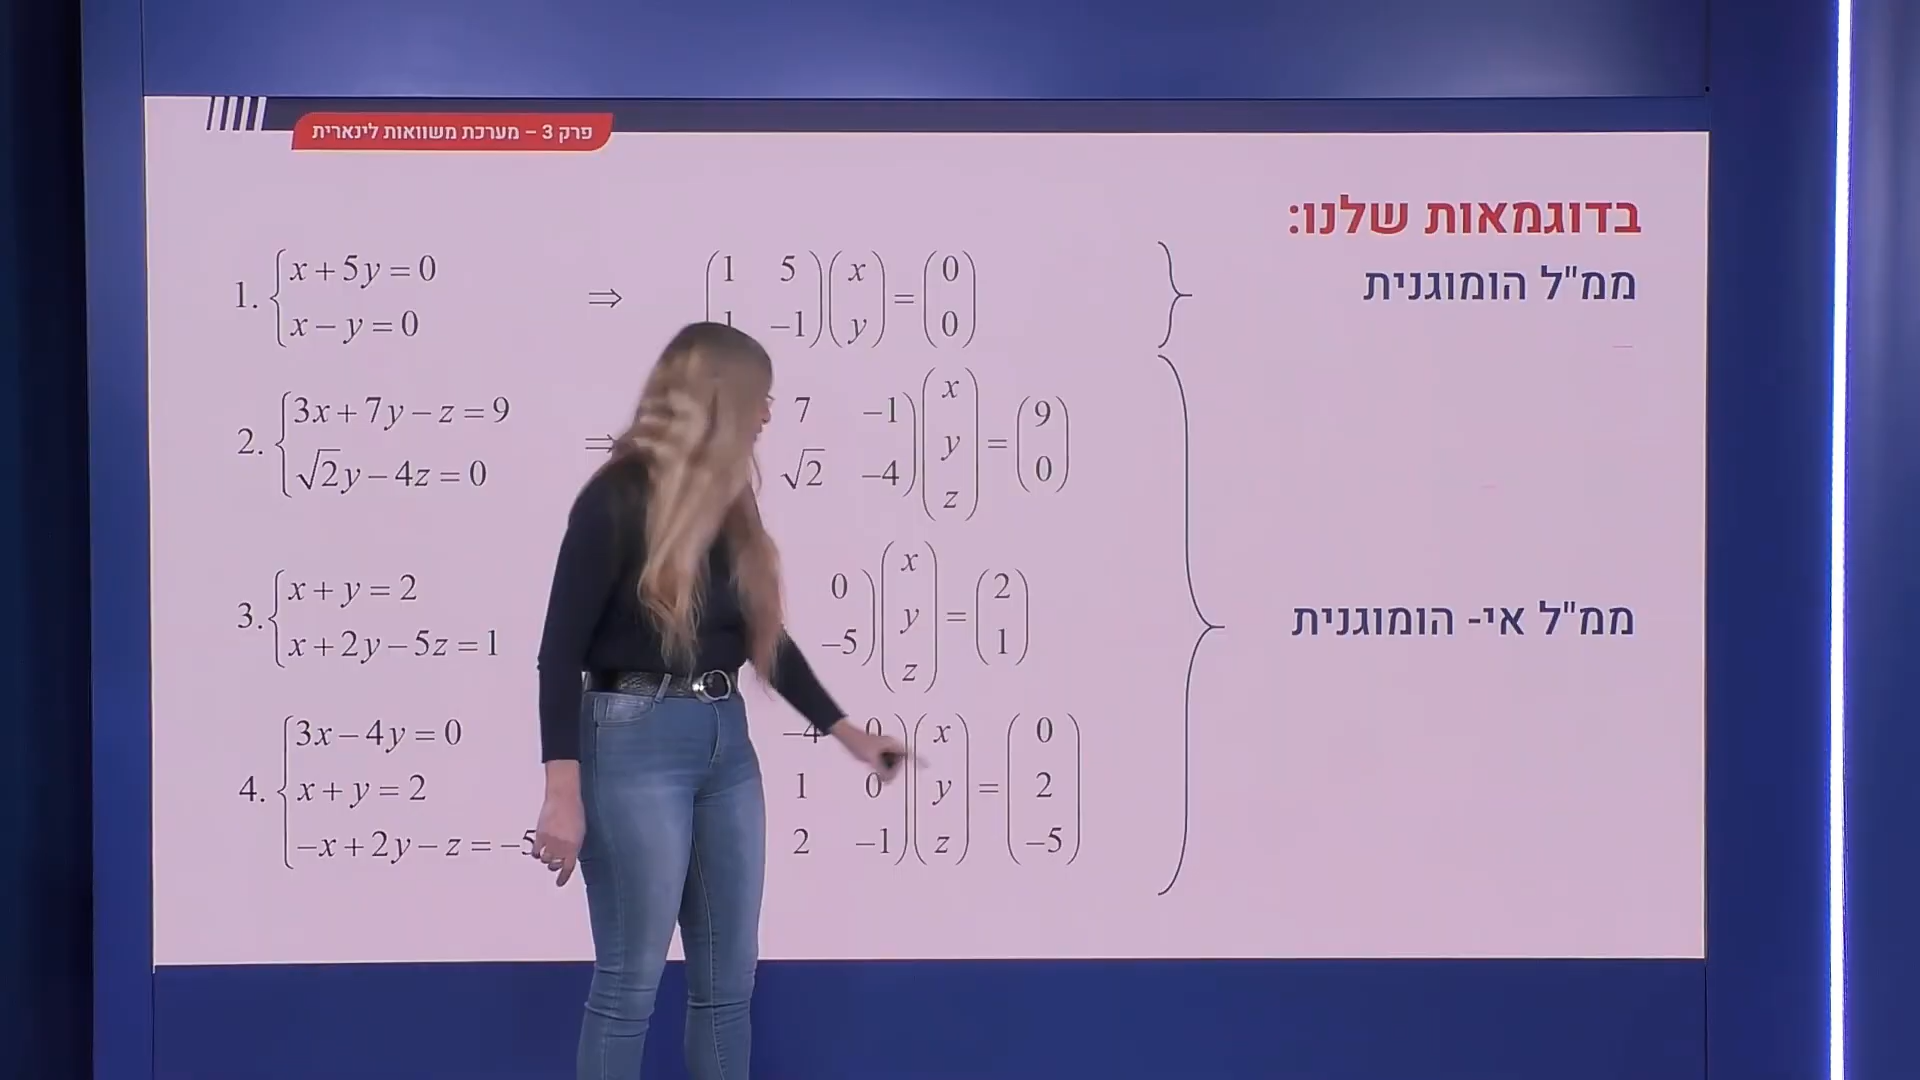 פרק 3 – מערכת משוואות לינארית
בדוגמאות שלנו:
ממ"ל הומוגנית
1. { x + 5y = 0 ⇒ ( 1 5 ) ( x ) = ( 0 )
x − y = 0 −1 y 0
2. { 3x + 7y − z = 9 ⇒ 7 −1 ) ( x y z ) = ( 9 )
√2y − 4z = 0 √2 −4 0
ממ"ל אי- הומוגנית
3. { x + y = 2 0 ) ( x y z ) = ( 2 )
x + 2y − 5z = 1 −5 1
4. { 3x − 4y = 0 −4 0 ) ( x ) = ( 0 )
x + y = 2 1 0 y 2
−x + 2y − z = −5 2 −1 z −5